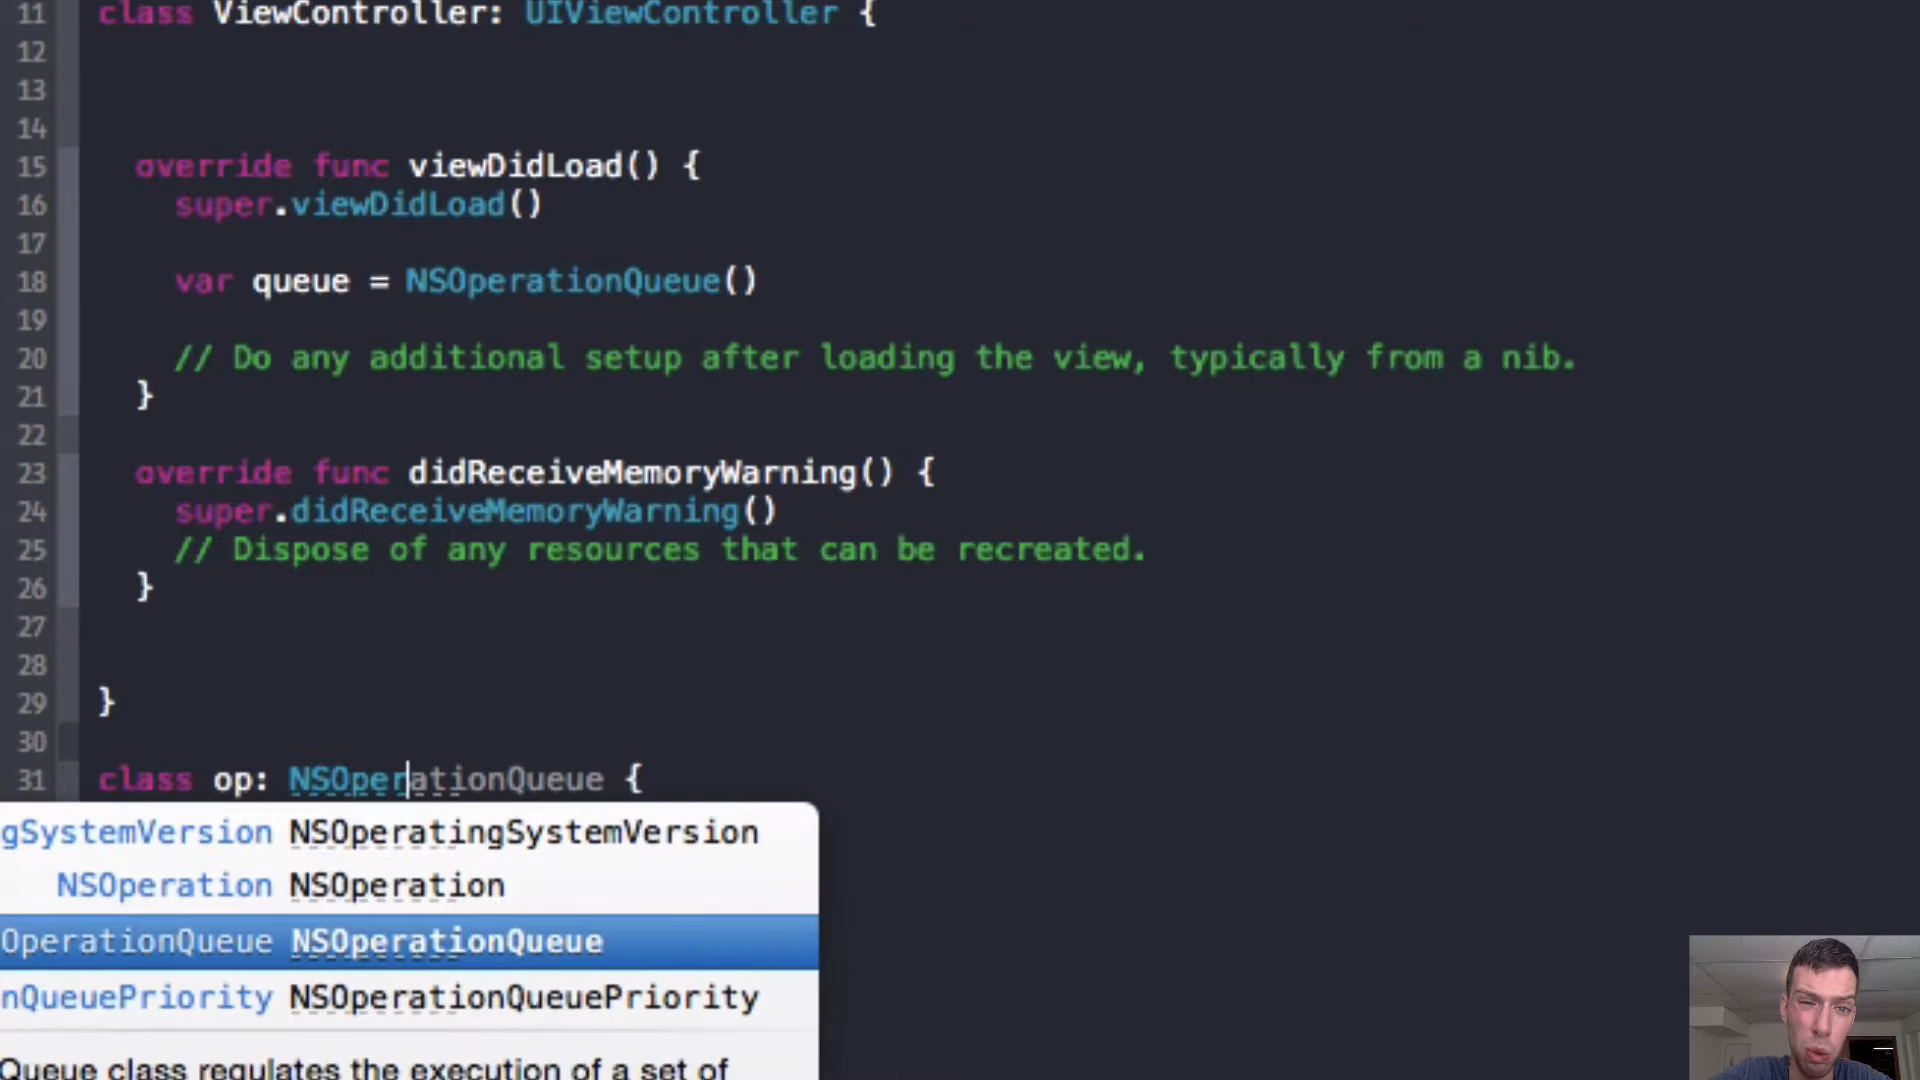 11 class ViewController: UIViewController {
12
13
14
15 override func viewDidLoad() {
16 super.viewDidLoad()
17
18 var queue = NSOperationQueue()
19
20 // Do any additional setup after loading the view, typically from a nib.
21 }
22
23 override func didReceiveMemoryWarning() {
24 super.didReceiveMemoryWarning()
25 // Dispose of any resources that can be recreated.
26 }
27
28
29 }
30
31 class op: NSOperationQueue {
gSystemVersion NSOperatingSystemVersion
NSOperation NSOperation
OperationQueue NSOperationQueue
nQueuePriority NSOperationQueuePriority
Queue class regulates the execution of a set of